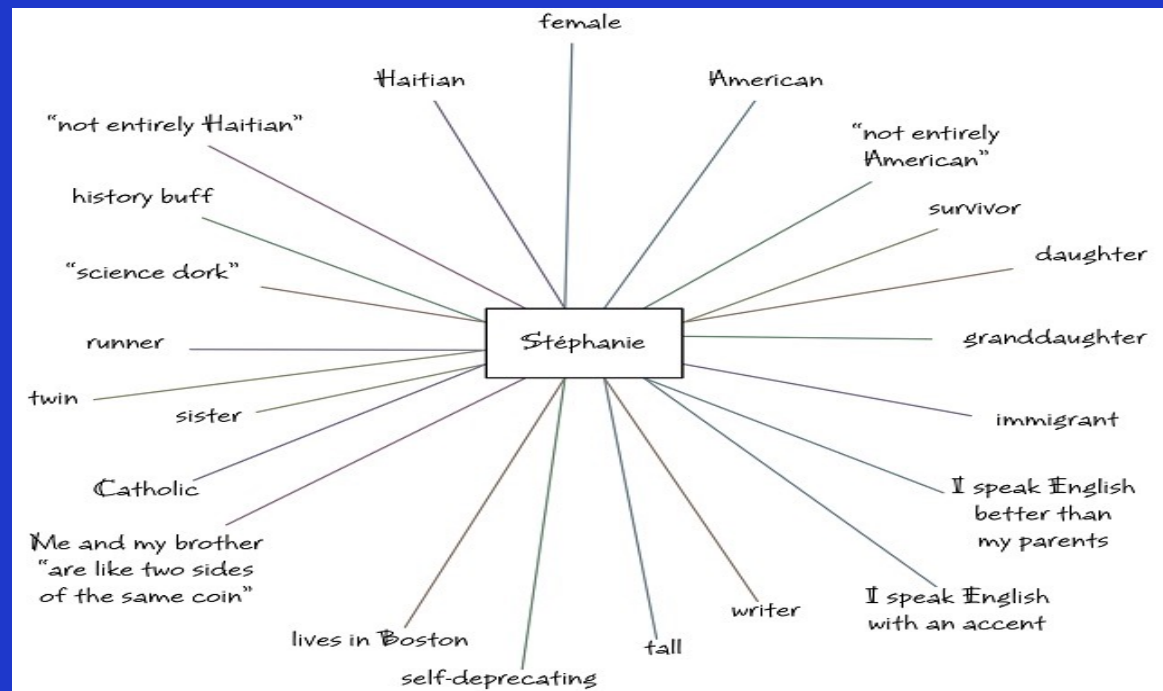 female
Haitian
American
"not entirely Haitian"
"not entirely
American"
history buff
survivor
"science dork"
daughter
runner
Stéphanie
granddaughter
twin
sister
immigrant
Catholic
I speak English
better than
my parents
Me and my brother
"are like two sides
of the same coin"
I speak English
with an accent
writer
lives in Boston
tall
self-deprecating